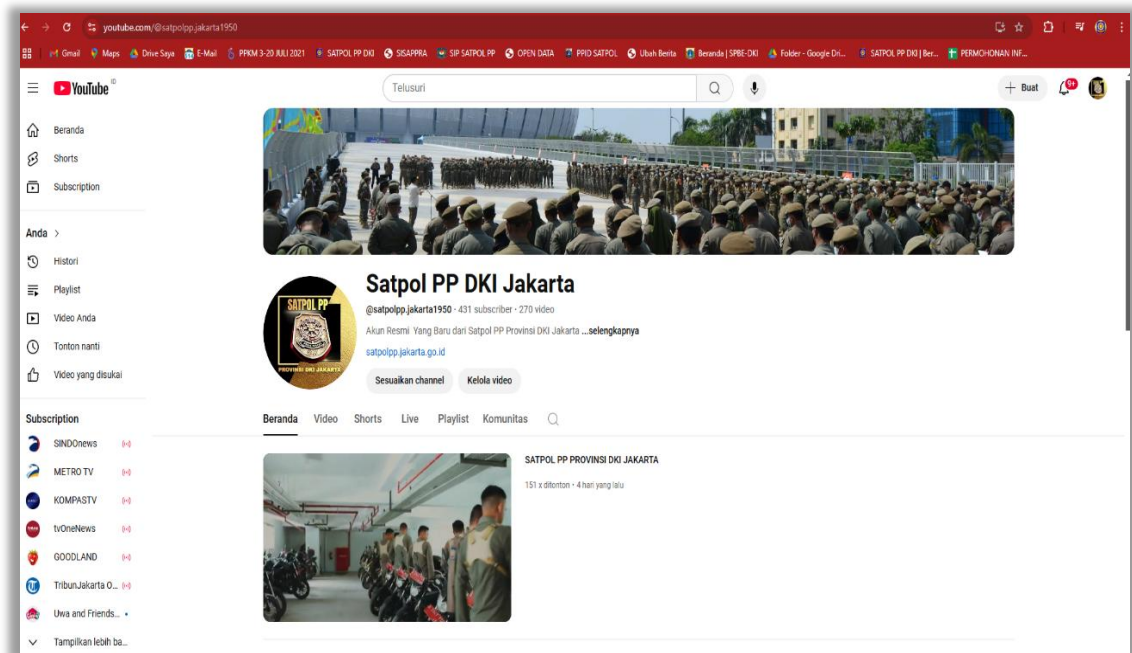 youtube.com/@satpolpp.jakarta1950
Gmail Maps Drive Saya E-Mail PPKM 3-20 JULI 2021 SATPOL PP DKI SISAPPRA SIP SATPOL PP OPEN DATA PPID SATPOL Ubah Berita Beranda | SPBE-DKI Folder - Google Dri... SATPOL PP DKI | Ber... PERMOHONAN INF...
YouTube ID
Telusuri
Buat
9+
Beranda
Shorts
Subscription
Anda >
Histori
Playlist
Video Anda
Tonton nanti
Video yang disukai
Subscription
SINDOnews
METRO TV
KOMPASTV
tvOneNews
GOODLAND
TribunJakarta O...
Uwa and Friends...
Tampilkan lebih ba...
SATPOL PP
PROVINSI DKI JAKARTA
Satpol PP DKI Jakarta
@satpolpp.jakarta1950 · 431 subscriber · 270 video
Akun Resmi Yang Baru dari Satpol PP Provinsi DKI Jakarta ...selengkapnya
satpolpp.jakarta.go.id
Sesuaikan channel Kelola video
Beranda Video Shorts Live Playlist Komunitas
SATPOL PP PROVINSI DKI JAKARTA
151 x ditonton · 4 hari yang lalu